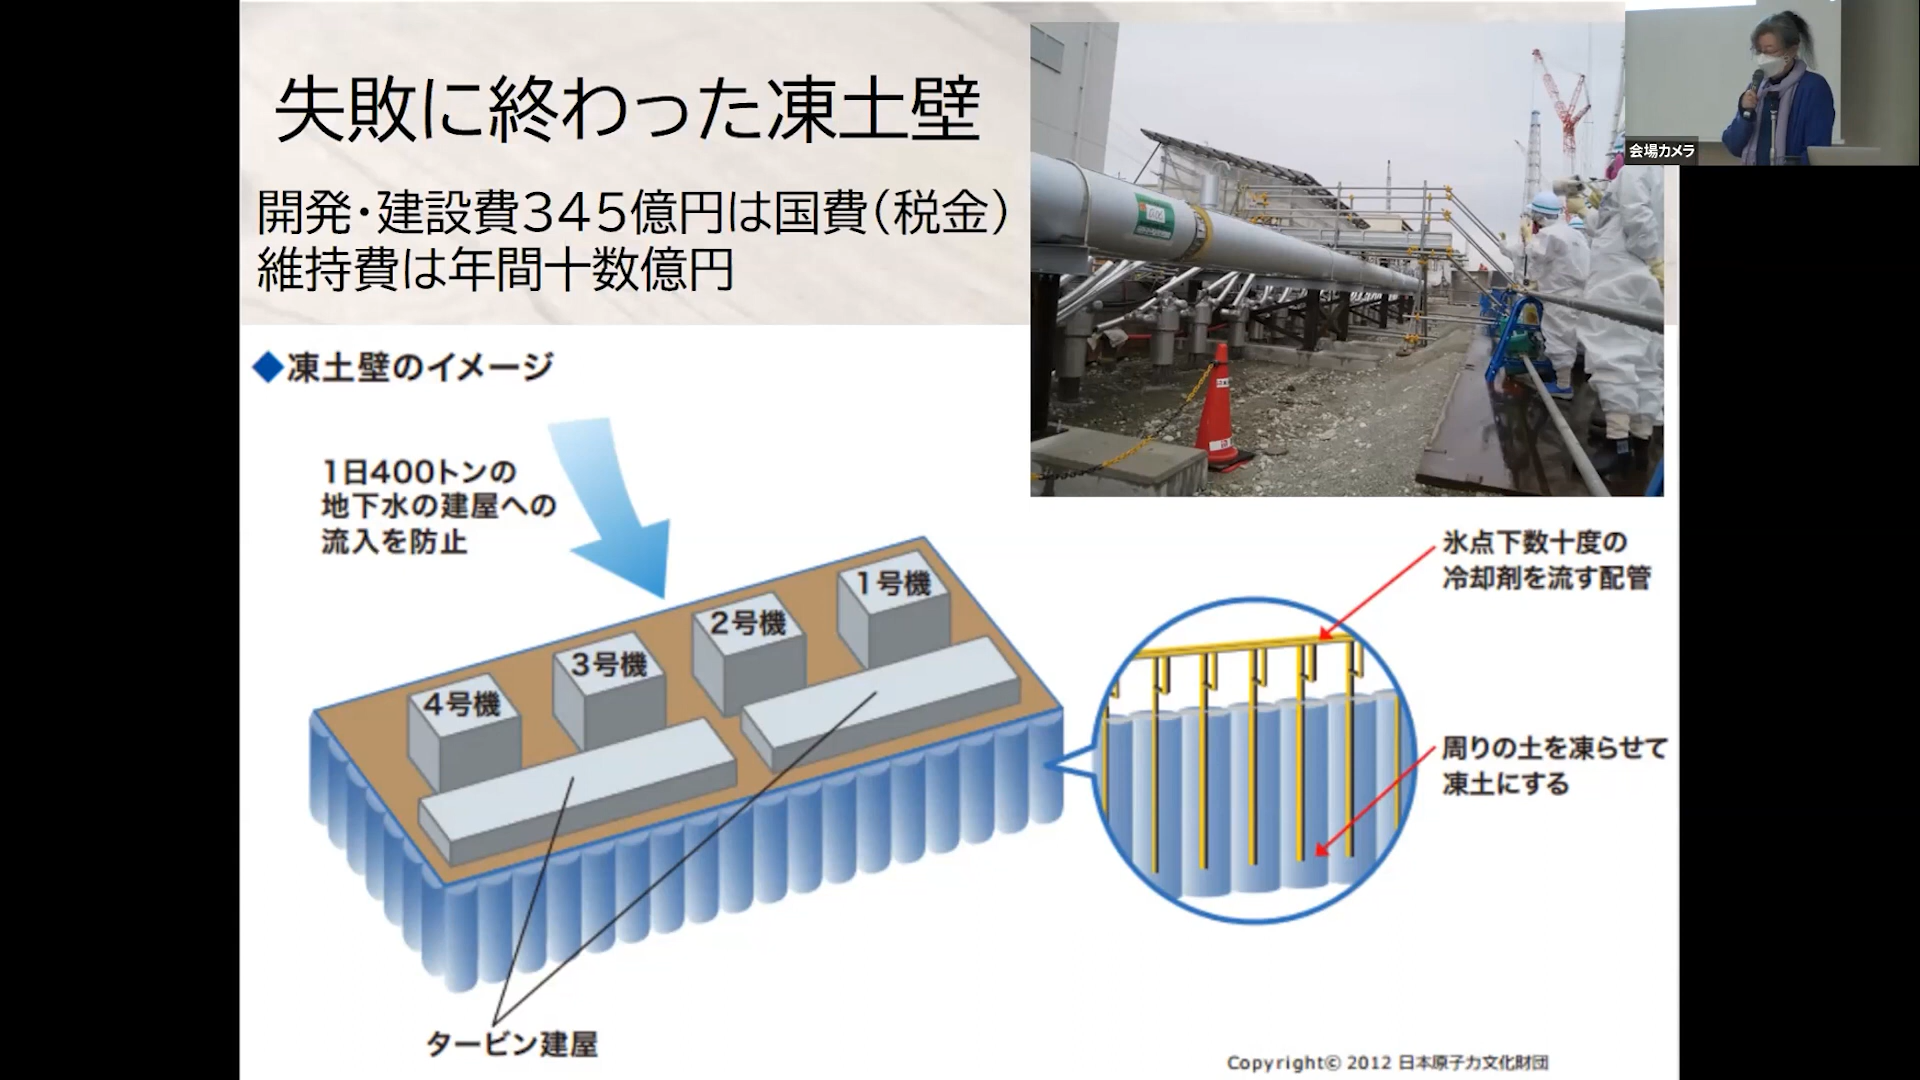 失敗に終わった凍土壁
開発・建設費345億円は国費(税金)
維持費は年間十数億円
会場カメラ
◆凍土壁のイメージ
1日400トンの
地下水の建屋への
流入を防止
1号機
2号機
3号機
4号機
氷点下数十度の
冷却剤を流す配管
周りの土を凍らせて
凍土にする
タービン建屋
Copyright© 2012 日本原子力文化財団